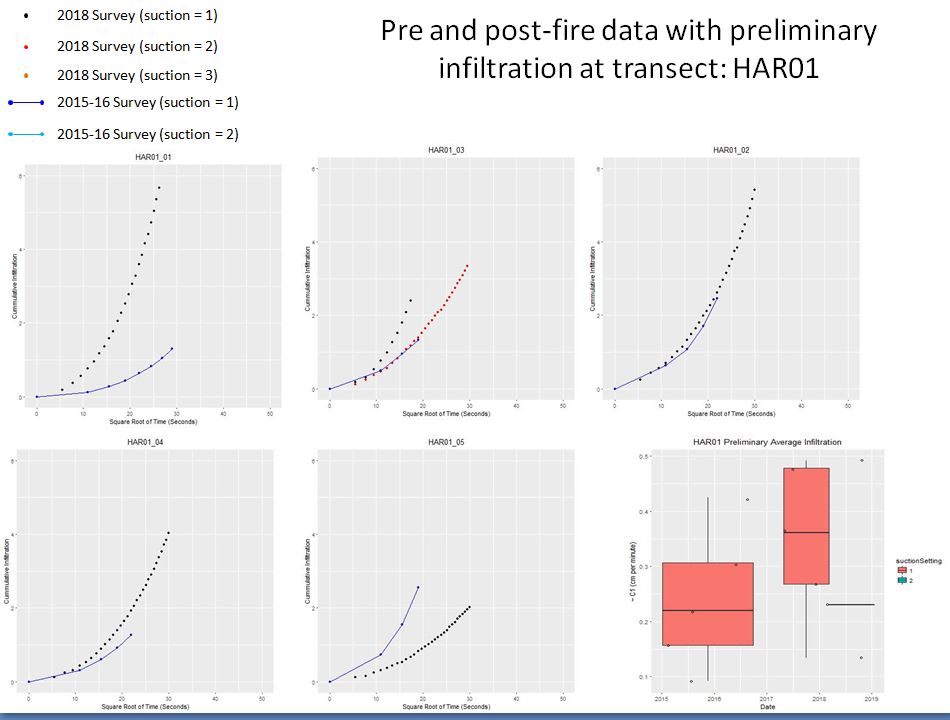 2018 Survey (suction = 1)
2018 Survey (suction = 2)
2018 Survey (suction = 3)
2015-16 Survey (suction = 1)
2015-16 Survey (suction = 2)
Pre and post-fire data with preliminary
infiltration at transect: HAR01
HAR01_01
6
4
2
0
Cummulative Infiltration
0 10 20 30 40 50
Square Root of Time (Seconds)
HAR01_03
6
4
2
0
Cummulative Infiltration
0 10 20 30 40 50
Square Root of Time (Seconds)
HAR01_02
6
4
2
0
Cummulative Infiltration
0 10 20 30 40 50
Square Root of Time (Seconds)
HAR01_04
6
4
2
0
Cummulative Infiltration
0 10 20 30 40 50
Square Root of Time (Seconds)
HAR01_05
6
4
2
0
Cummulative Infiltration
0 10 20 30 40 50
Square Root of Time (Seconds)
HAR01 Preliminary Average Infiltration
0.5
0.4
0.3
0.2
0.1
~ C1 (cm per minute)
2015 2016 2017 2018 2019
Date
suctionSetting
1
2